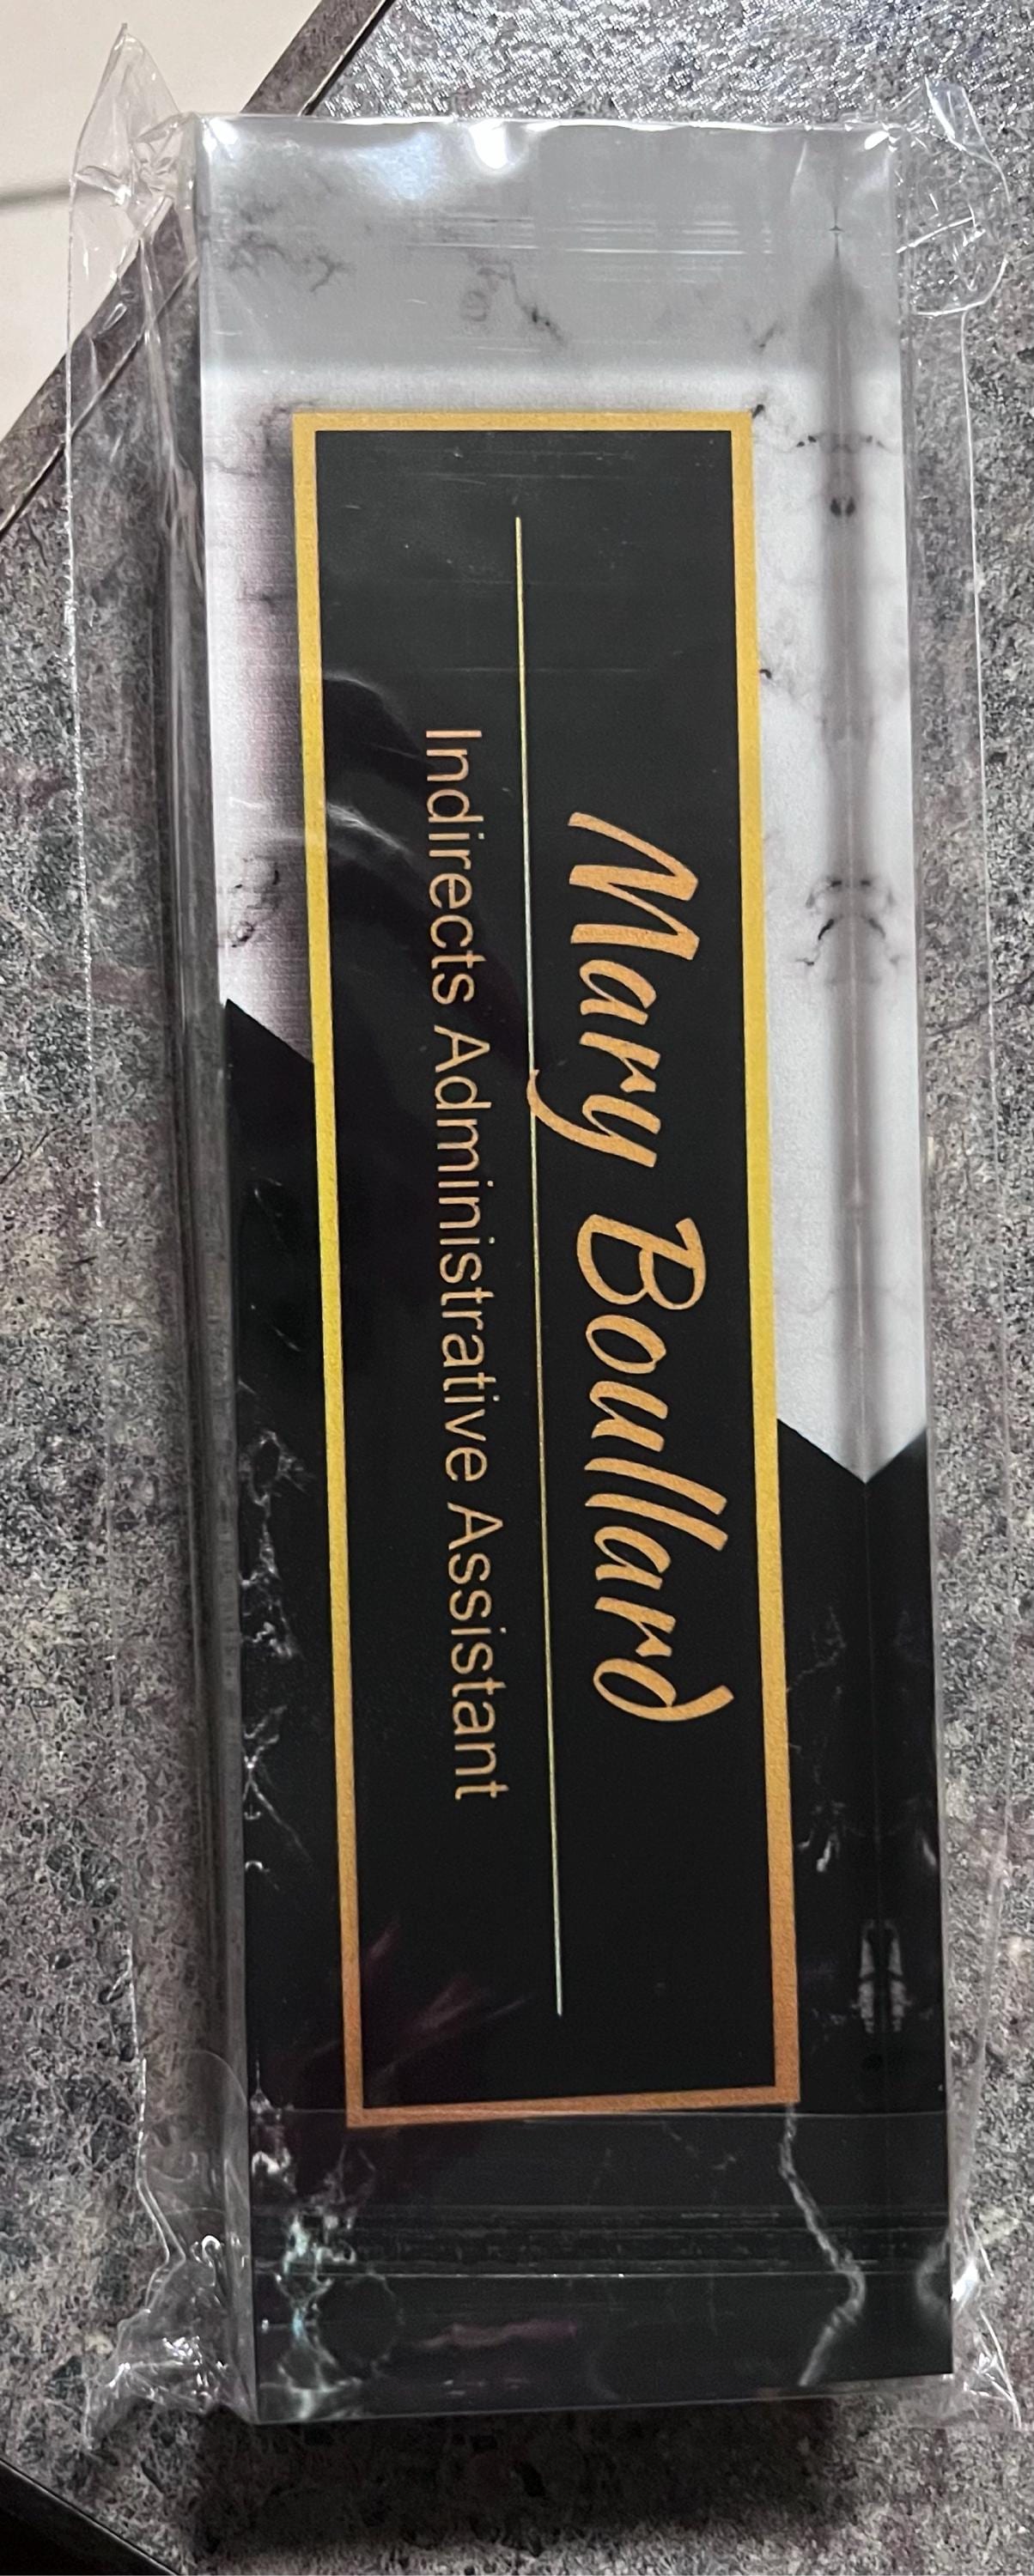 Mary Boullard
Indirects Administrative Assistant